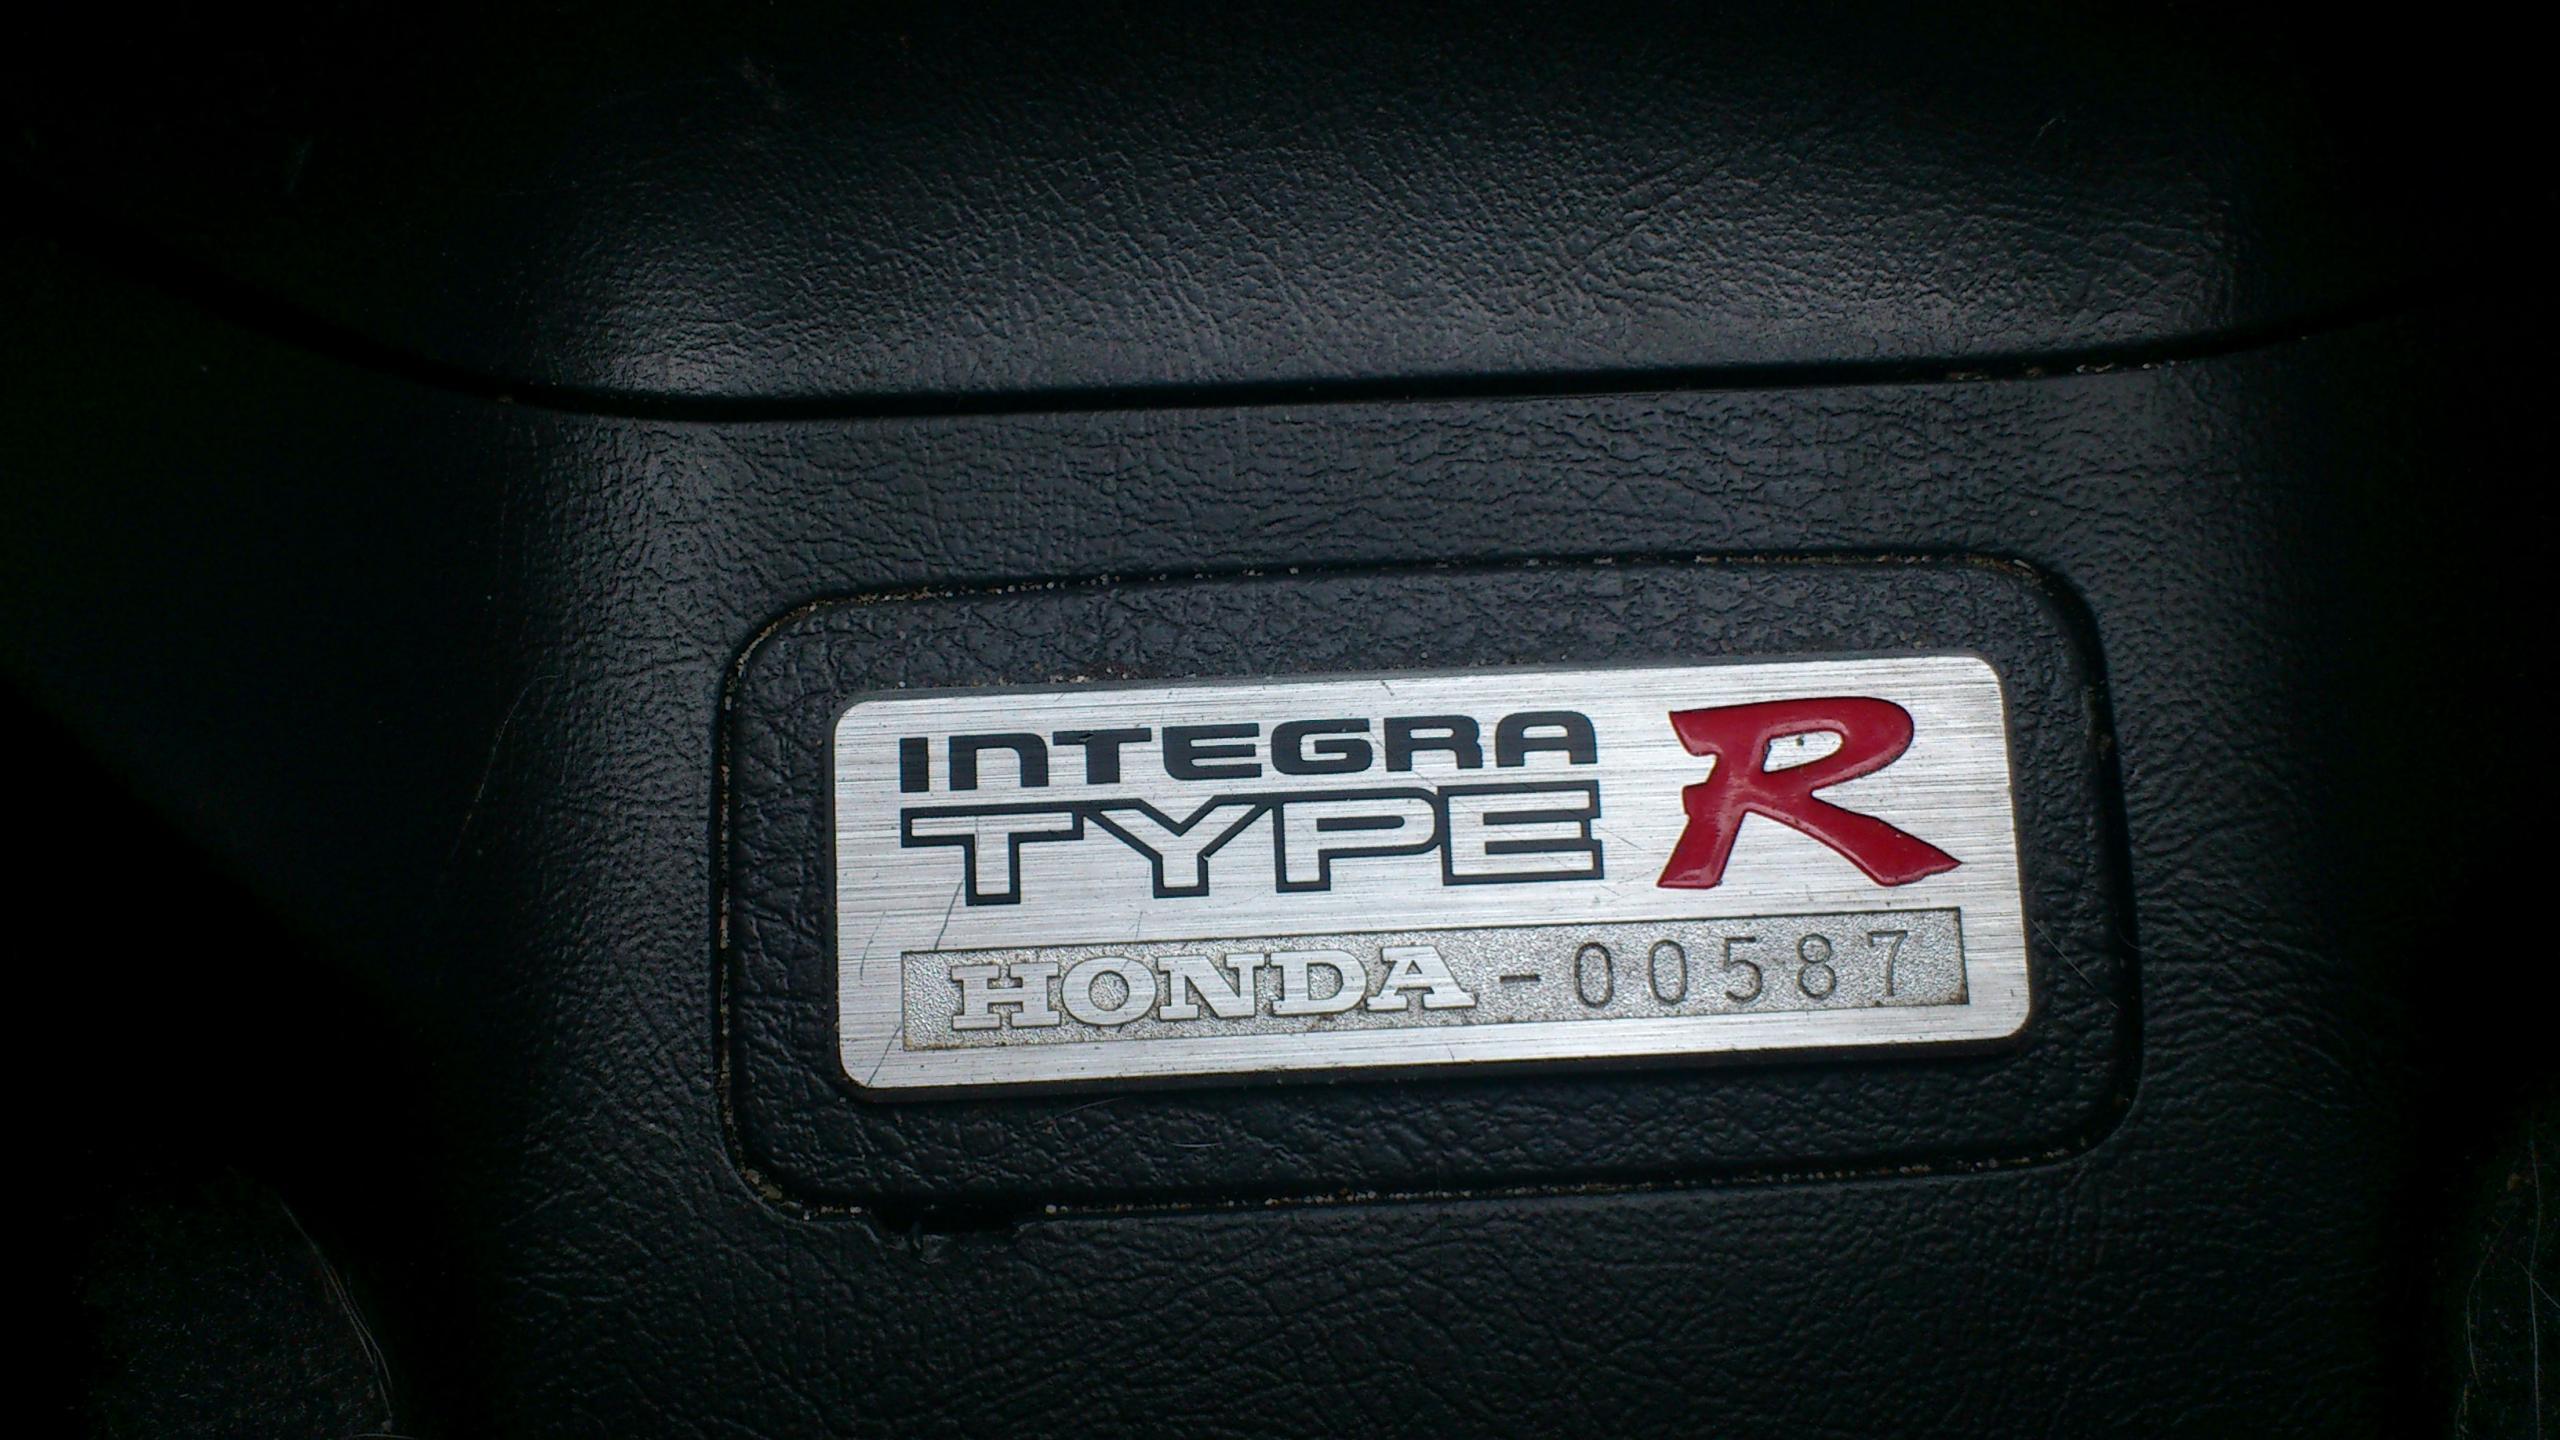 INTEGRA
TYPE R
HONDA-00587